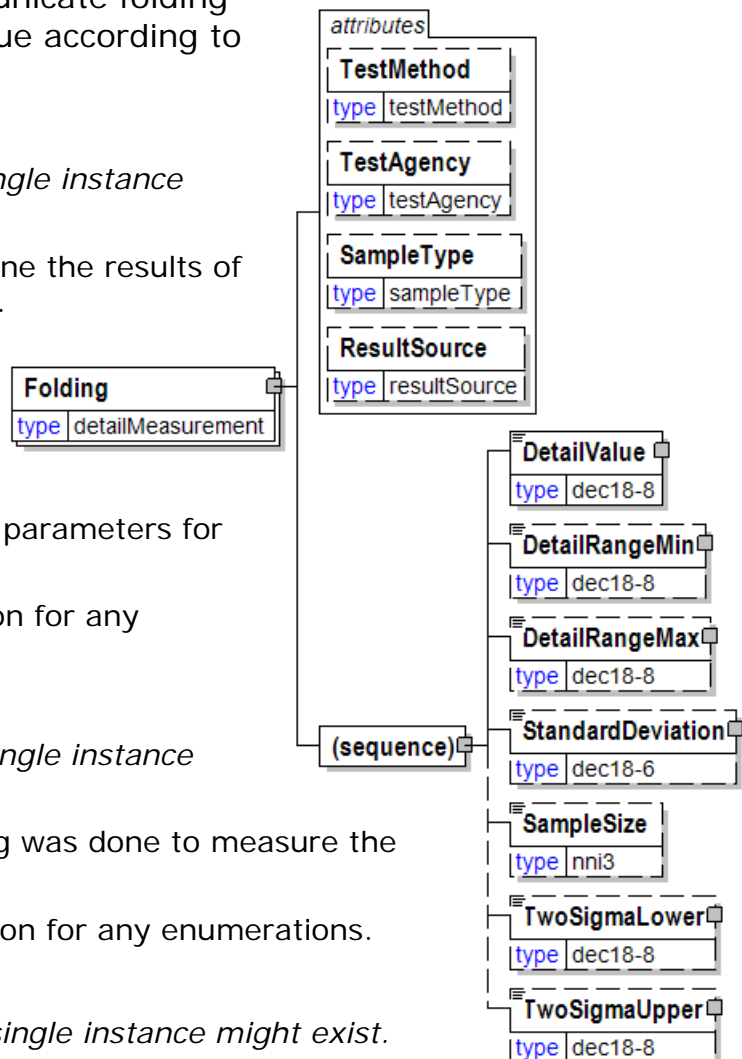 unicate folding
ue according to
ngle instance
ne the results of
.
parameters for
on for any
ngle instance
g was done to measure the
on for any enumerations.
single instance might exist.
attributes
TestMethod
type testMethod
TestAgency
type testAgency
SampleType
type sampleType
ResultSource
type resultSource
Folding
type detailMeasurement
(sequence)
DetailValue
type dec18-8
DetailRangeMin
type dec18-8
DetailRangeMax
type dec18-8
StandardDeviation
type dec18-6
SampleSize
type nni3
TwoSigmaLower
type dec18-8
TwoSigmaUpper
type dec18-8